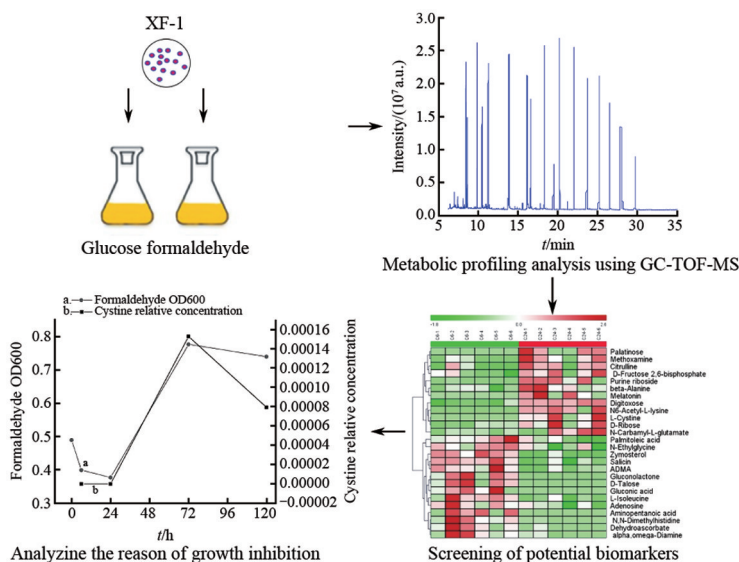 XF-1
Glucose formaldehyde
Intensity/(10⁷a.u.)
3.0
2.5
2.0
1.5
1.0
0.5
0.0
5 10 15 20 25 30 35
t/min
Metabolic profiling analysis using GC-TOF-MS
a. Formaldehyde OD600
b. Cystine relative concentration
Formaldehyde OD600
0.8
0.7
0.6
0.5
0.4
0.3
a
b
0.00016
0.00014
0.00012
0.00010
0.00008
0.00006
0.00004
0.00002
0.00000
−0.00002
Cystine relative concentration
0 24 48 72 96 120
t/h
Analyzine the reason of growth inhibition
0.0
Palatinose
Methoxamine
Citrulline
D-Fructose 2,6-bisphosphate
Purine riboside
beta-Alanine
Melatonin
Digitoxose
N6-Acetyl-L-lysine
L-Cystine
D-Ribose
N-Carbamyl-L-glutamate
Palmitoleic acid
N-Ethylglycine
Zymosterol
Salicin
ADMA
Gluconolactone
D-Talose
Gluconic acid
L-Isoleucine
Adenosine
Aminopentanoic acid
N,N-Dimethylhistidine
Dehydroascorbate
alpha,omega-Diamine
Screening of potential biomarkers